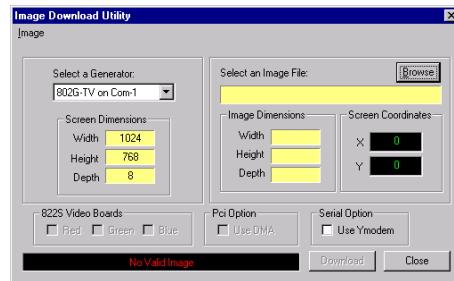 Image Download Utility
Image
Select a Generator:
802G-TV on Com-1
Screen Dimensions
Width 1024
Height 768
Depth 8
Select an Image File:
Browse
Image Dimensions
Width
Height
Depth
Screen Coordinates
X 0
Y 0
822S Video Boards
Red Green Blue
Pci Option
Use DMA
Serial Option
Use Ymodem
No Valid Image
Download
Close